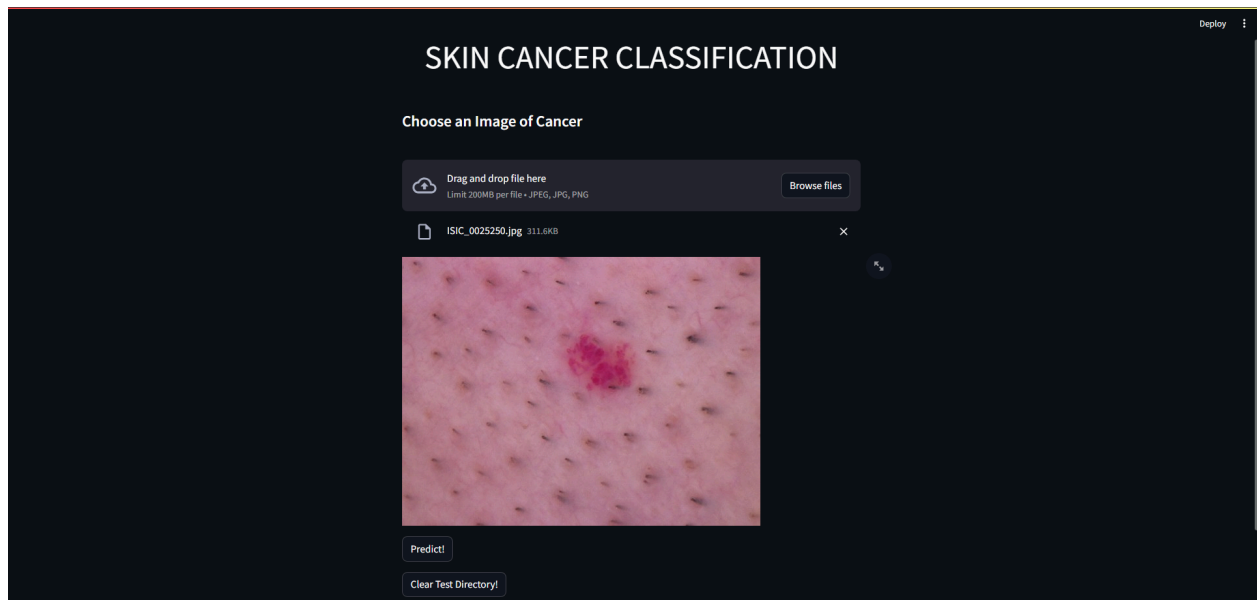 Deploy
SKIN CANCER CLASSIFICATION
Choose an Image of Cancer
Drag and drop file here
Limit 200MB per file • JPEG, JPG, PNG
Browse files
ISIC_0025250.jpg 311.6KB
Predict!
Clear Test Directory!